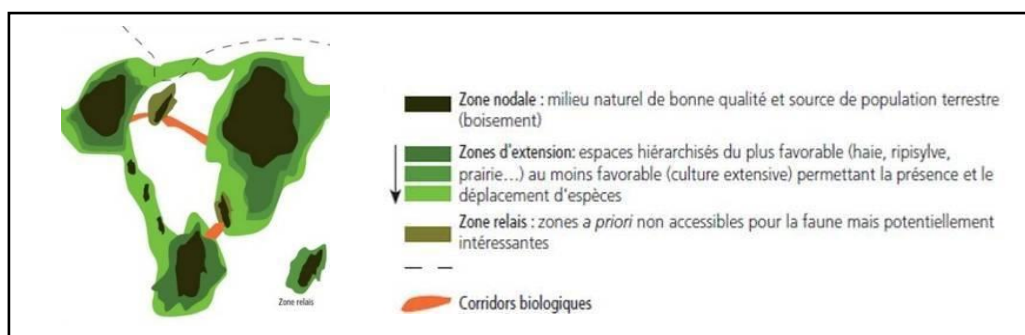 Zone relais
Zone nodale : milieu naturel de bonne qualité et source de population terrestre
(boisement)
Zones d'extension: espaces hiérarchisés du plus favorable (haie, ripisylve,
prairie...) au moins favorable (culture extensive) permettant la présence et le
déplacement d'espèces
Zone relais : zones a priori non accessibles pour la faune mais potentiellement
intéressantes
Corridors biologiques